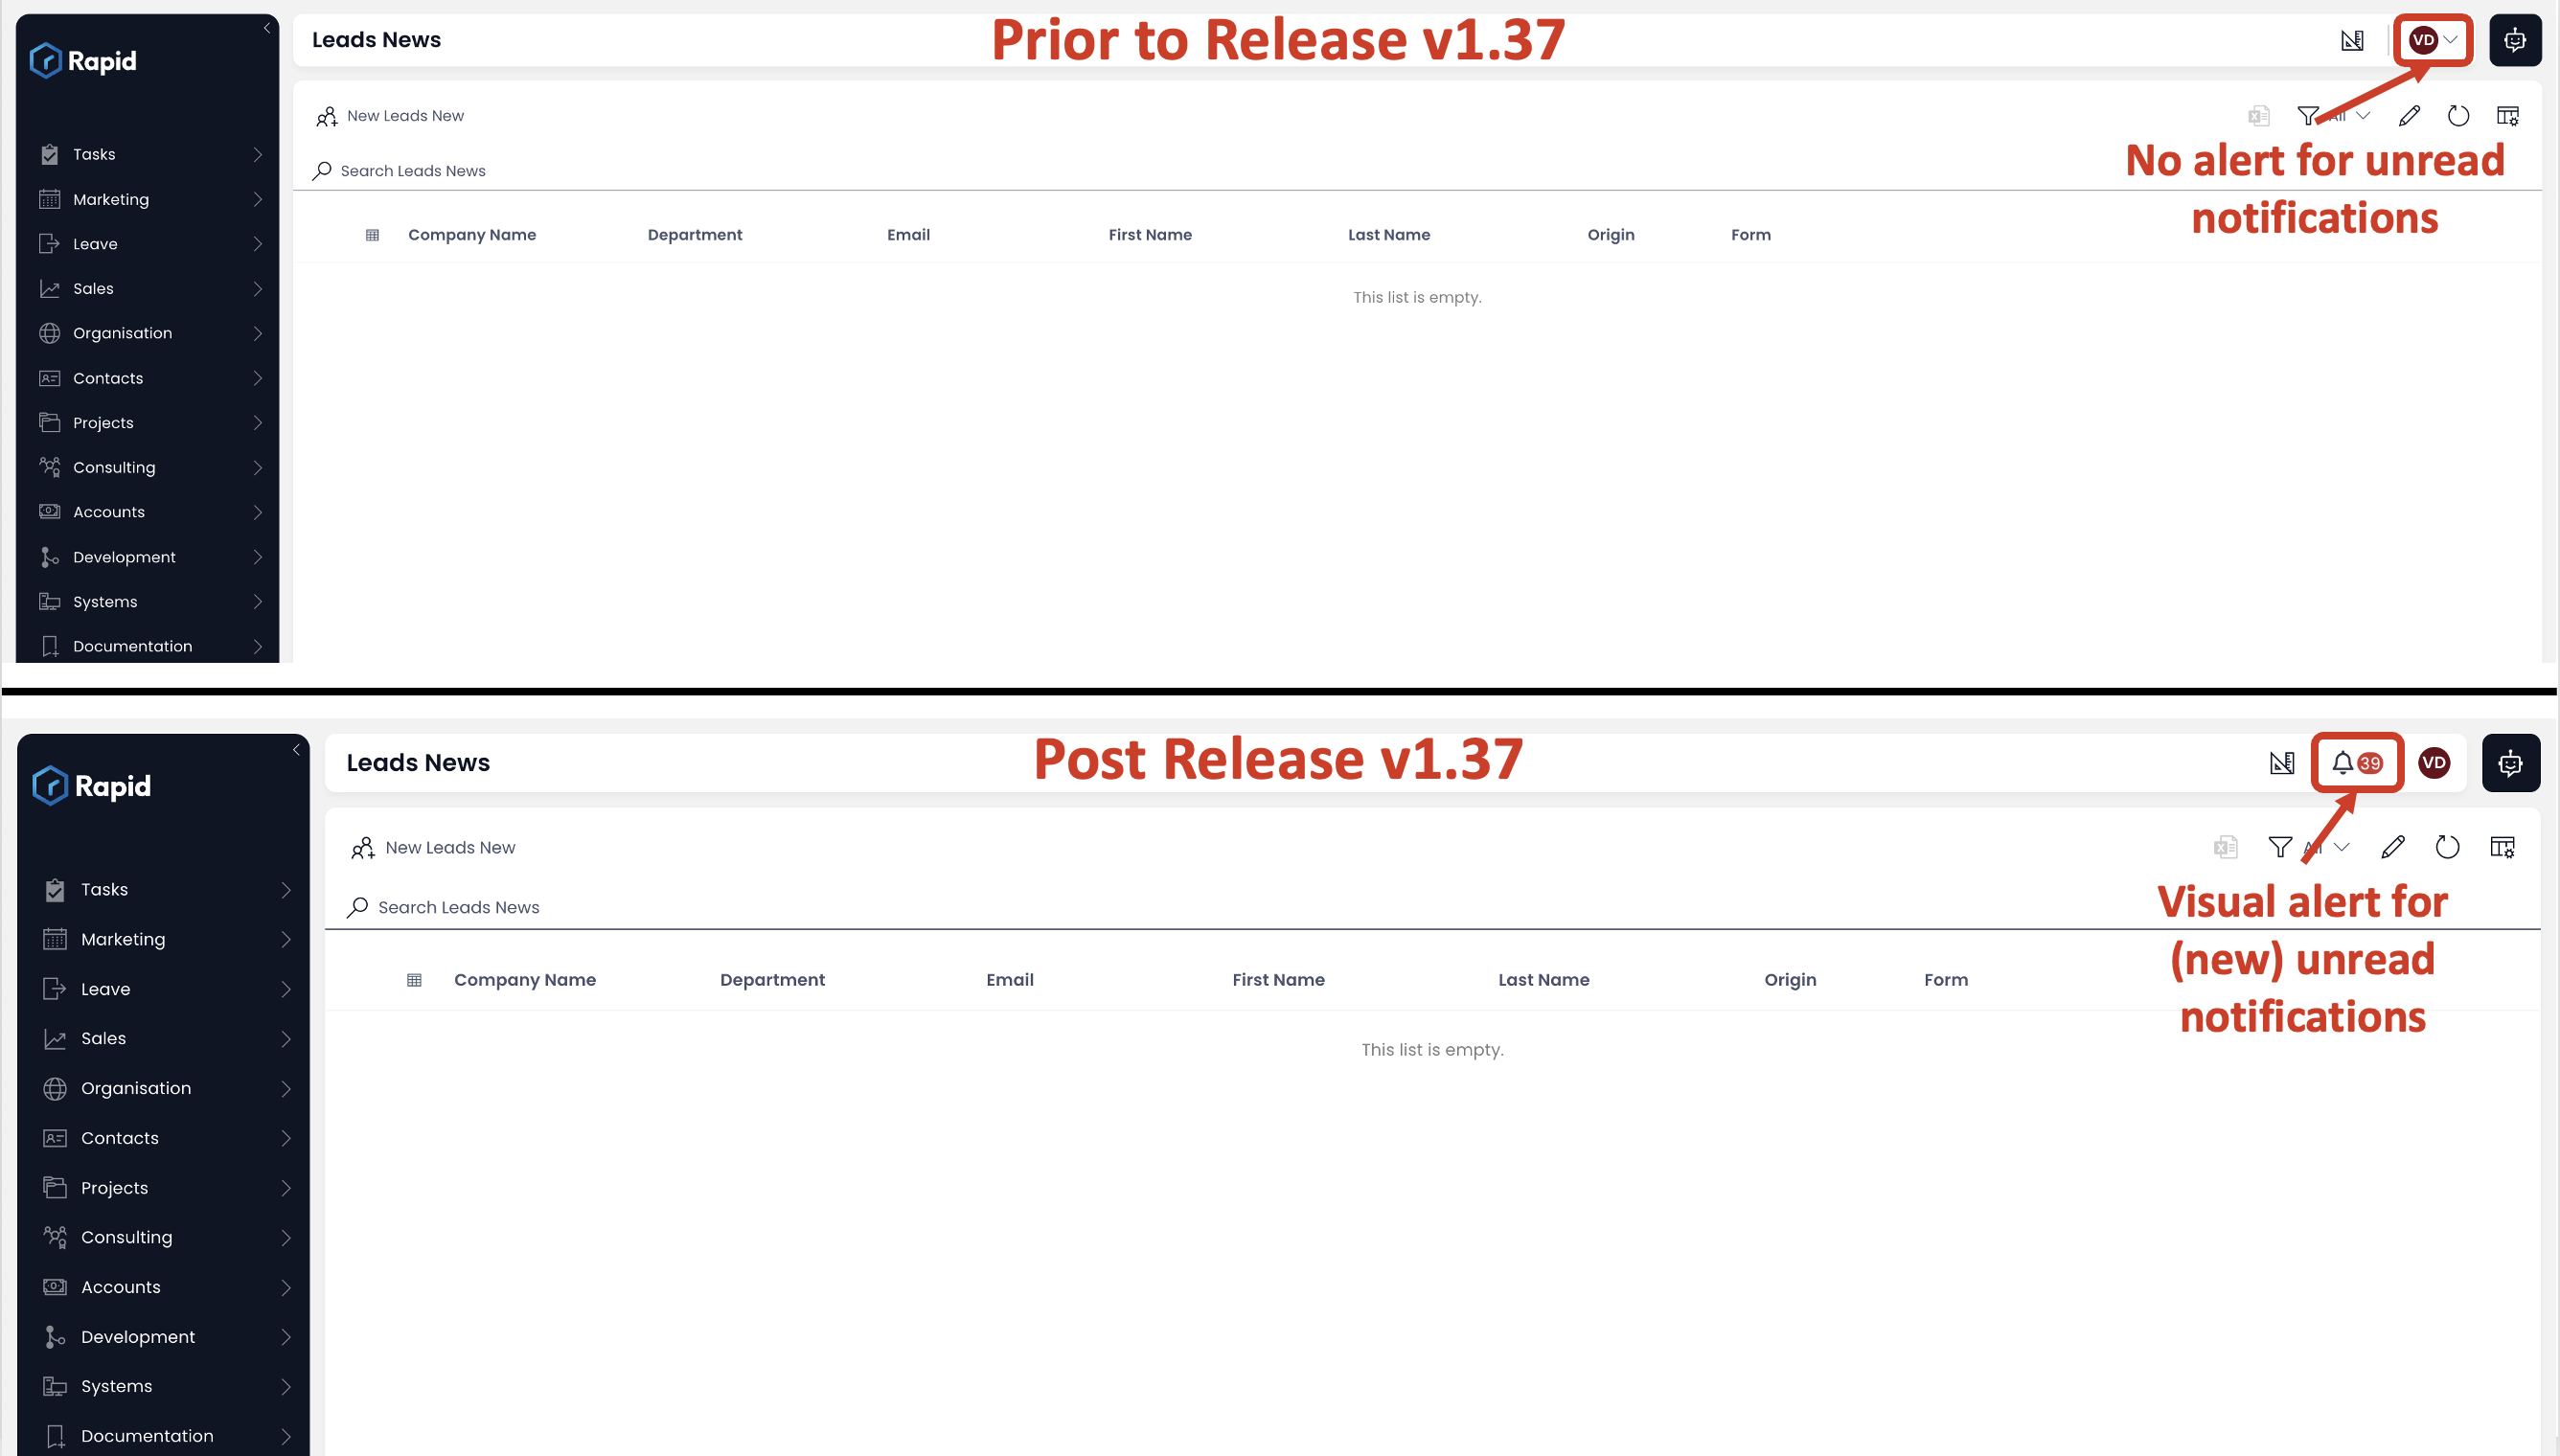 Prior to Release v1.37
Rapid
Leads News
VD
New Leads New
All
Search Leads News
No alert for unread
notifications
Company Name Department Email First Name Last Name Origin Form
This list is empty.
Tasks
Marketing
Leave
Sales
Organisation
Contacts
Projects
Consulting
Accounts
Development
Systems
Documentation
Post Release v1.37
Rapid
Leads News
39 VD
New Leads New
All
Search Leads News
Visual alert for
(new) unread
notifications
Company Name Department Email First Name Last Name Origin Form
This list is empty.
Tasks
Marketing
Leave
Sales
Organisation
Contacts
Projects
Consulting
Accounts
Development
Systems
Documentation